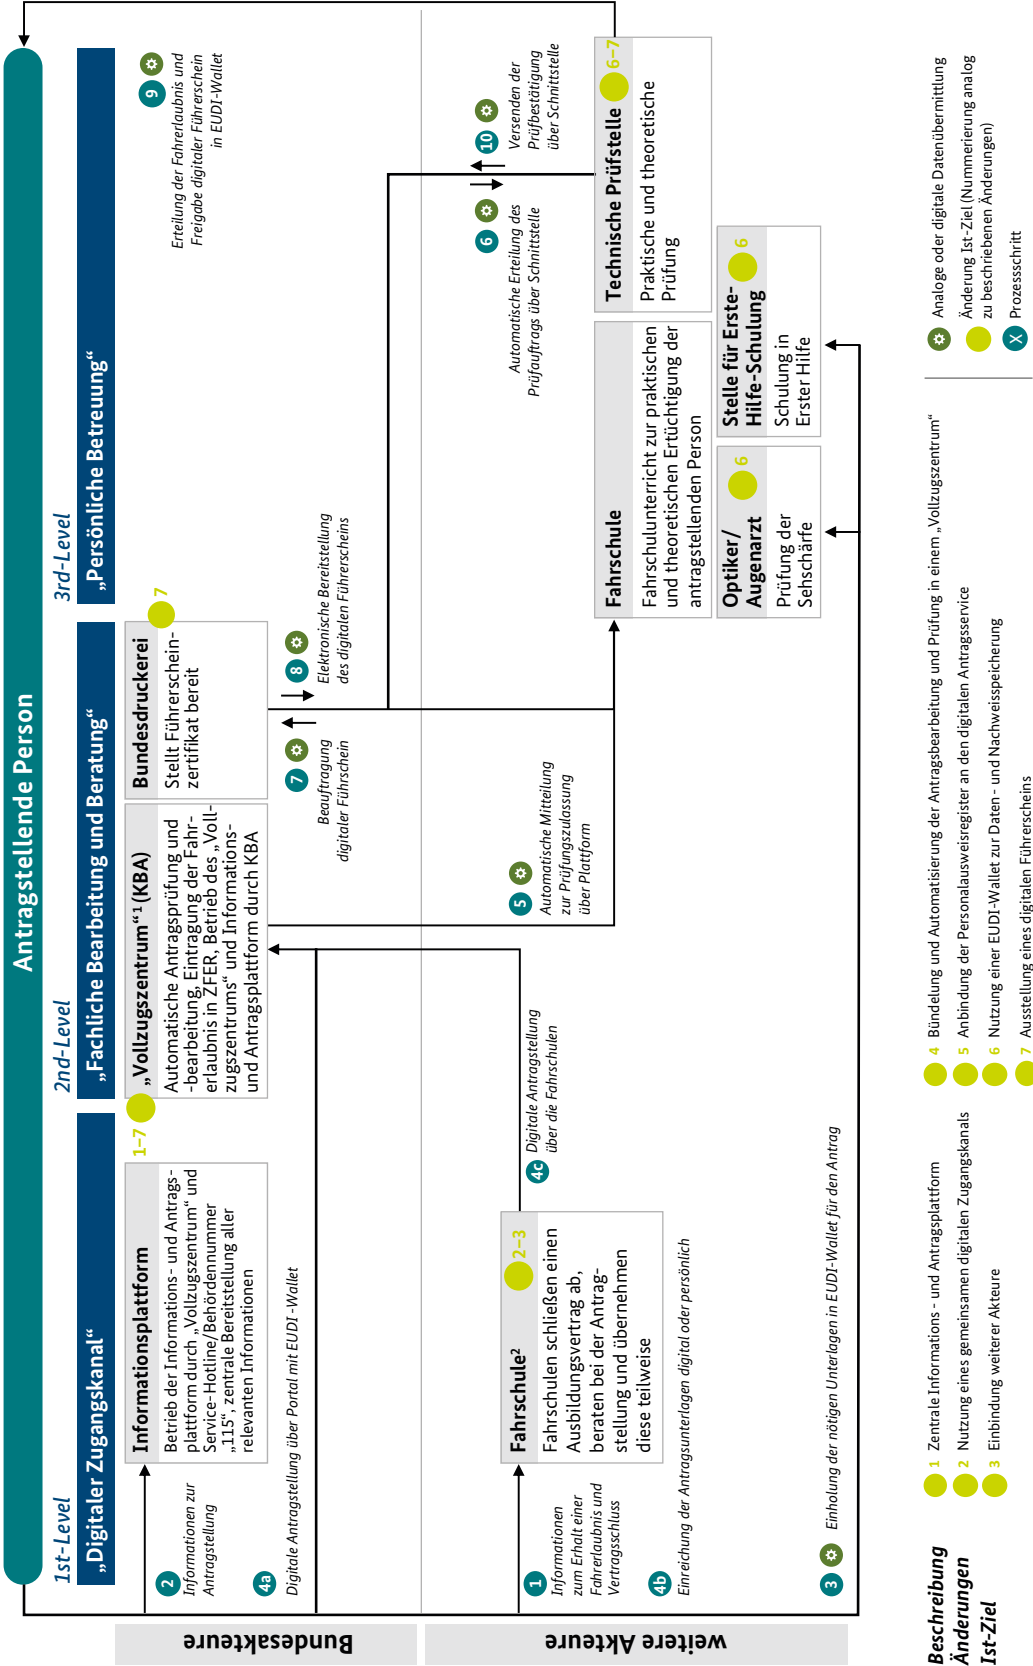 Antragstellende Person
1st-Level
„Digitaler Zugangskanal“
2nd-Level
„Fachliche Bearbeitung und Beratung“
3rd-Level
„Persönliche Betreuung“
Bundesakteure
2
Informationen zur
Antragstellung
Informationsplattform
Betrieb der Informations- und Antrags-
plattform durch „Vollzugszentrum“ und
Service-Hotline/Behördennummer
„115“, zentrale Bereitstellung aller
relevanten Informationen
1–7
„Vollzugszentrum“¹ (KBA)
Automatische Antragsprüfung und
-bearbeitung, Eintragung der Fahr-
erlaubnis in ZFER, Betrieb des „Voll-
zugszentrums“ und Informations-
und Antragsplattform durch KBA
Bundesdruckerei
7
Stellt Führerschein-
zertifikat bereit
9
Erteilung der Fahrerlaubnis und
Freigabe digitaler Führerschein
in EUDI-Wallet
4a
Digitale Antragstellung über Portal mit EUDI-Wallet
7
Beauftragung
digitaler Führschein
8
Elektronische Bereitstellung
des digitalen Führerscheins
weitere Akteure
1
Informationen
zum Erhalt einer
Fahrerlaubnis und
Vertragsschluss
Fahrschule²
2–3
Fahrschulen schließen einen
Ausbildungsvertrag ab,
beraten bei der Antrag-
stellung und übernehmen
diese teilweise
4c
Digitale Antragstellung
über die Fahrschulen
5
Automatische Mitteilung
zur Prüfungszulassung
über Plattform
6
Automatische Erteilung des
Prüfauftrags über Schnittstelle
10
Versenden der
Prüfbestätigung
über Schnittstelle
Fahrschule
Fahrschulunterricht zur praktischen
und theoretischen Ertüchtigung der
antragstellenden Person
Technische Prüfstelle
6–7
Praktische und theoretische
Prüfung
4b
Einreichung der Antragsunterlagen digital oder persönlich
Optiker/
Augenarzt
6
Prüfung der
Sehschärfe
Stelle für Erste-
Hilfe-Schulung
6
Schulung in
Erster Hilfe
3
Einholung der nötigen Unterlagen in EUDI-Wallet für den Antrag
Beschreibung
Änderungen
Ist-Ziel
1 Zentrale Informations- und Antragsplattform
2 Nutzung eines gemeinsamen digitalen Zugangskanals
3 Einbindung weiterer Akteure
4 Bündelung und Automatisierung der Antragsbearbeitung und Prüfung in einem „Vollzugszentrum“
5 Anbindung der Personalausweisregister an den digitalen Antragsservice
6 Nutzung einer EUDI-Wallet zur Daten- und Nachweisspeicherung
7 Ausstellung eines digitalen Führerscheins
Analoge oder digitale Datenübermittlung
Änderung Ist-Ziel (Nummerierung analog
zu beschriebenen Änderungen)
X Prozessschritt